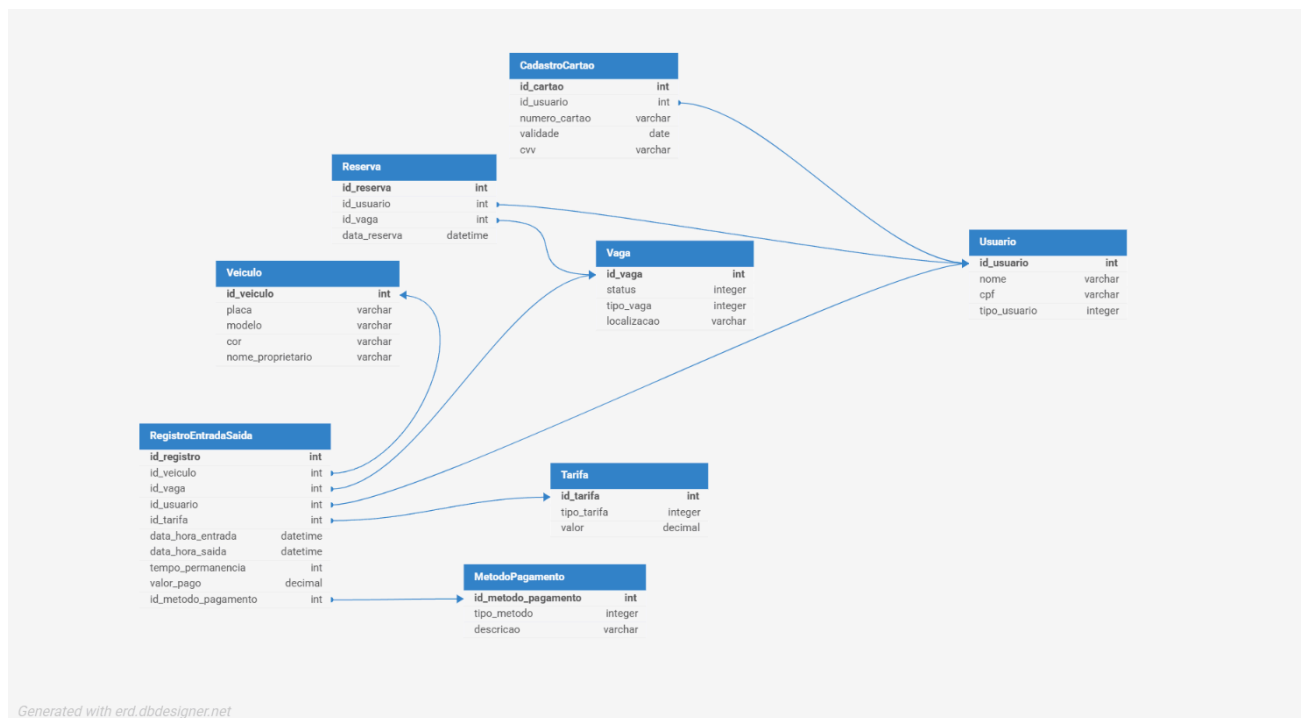 CadastroCartao
id_cartao int
id_usuario int
numero_cartao varchar
validade date
cvv varchar
Reserva
id_reserva int
id_usuario int
id_vaga int
data_reserva datetime
Vaga
id_vaga int
status integer
tipo_vaga integer
localizacao varchar
Usuario
id_usuario int
nome varchar
cpf varchar
tipo_usuario integer
Veiculo
id_veiculo int
placa varchar
modelo varchar
cor varchar
nome_proprietario varchar
RegistroEntradaSaida
id_registro int
id_veiculo int
id_vaga int
id_usuario int
id_tarifa int
data_hora_entrada datetime
data_hora_saida datetime
tempo_permanencia int
valor_pago decimal
id_metodo_pagamento int
Tarifa
id_tarifa int
tipo_tarifa integer
valor decimal
MetodoPagamento
id_metodo_pagamento int
tipo_metodo integer
descricao varchar
Generated with erd.dbdesigner.net